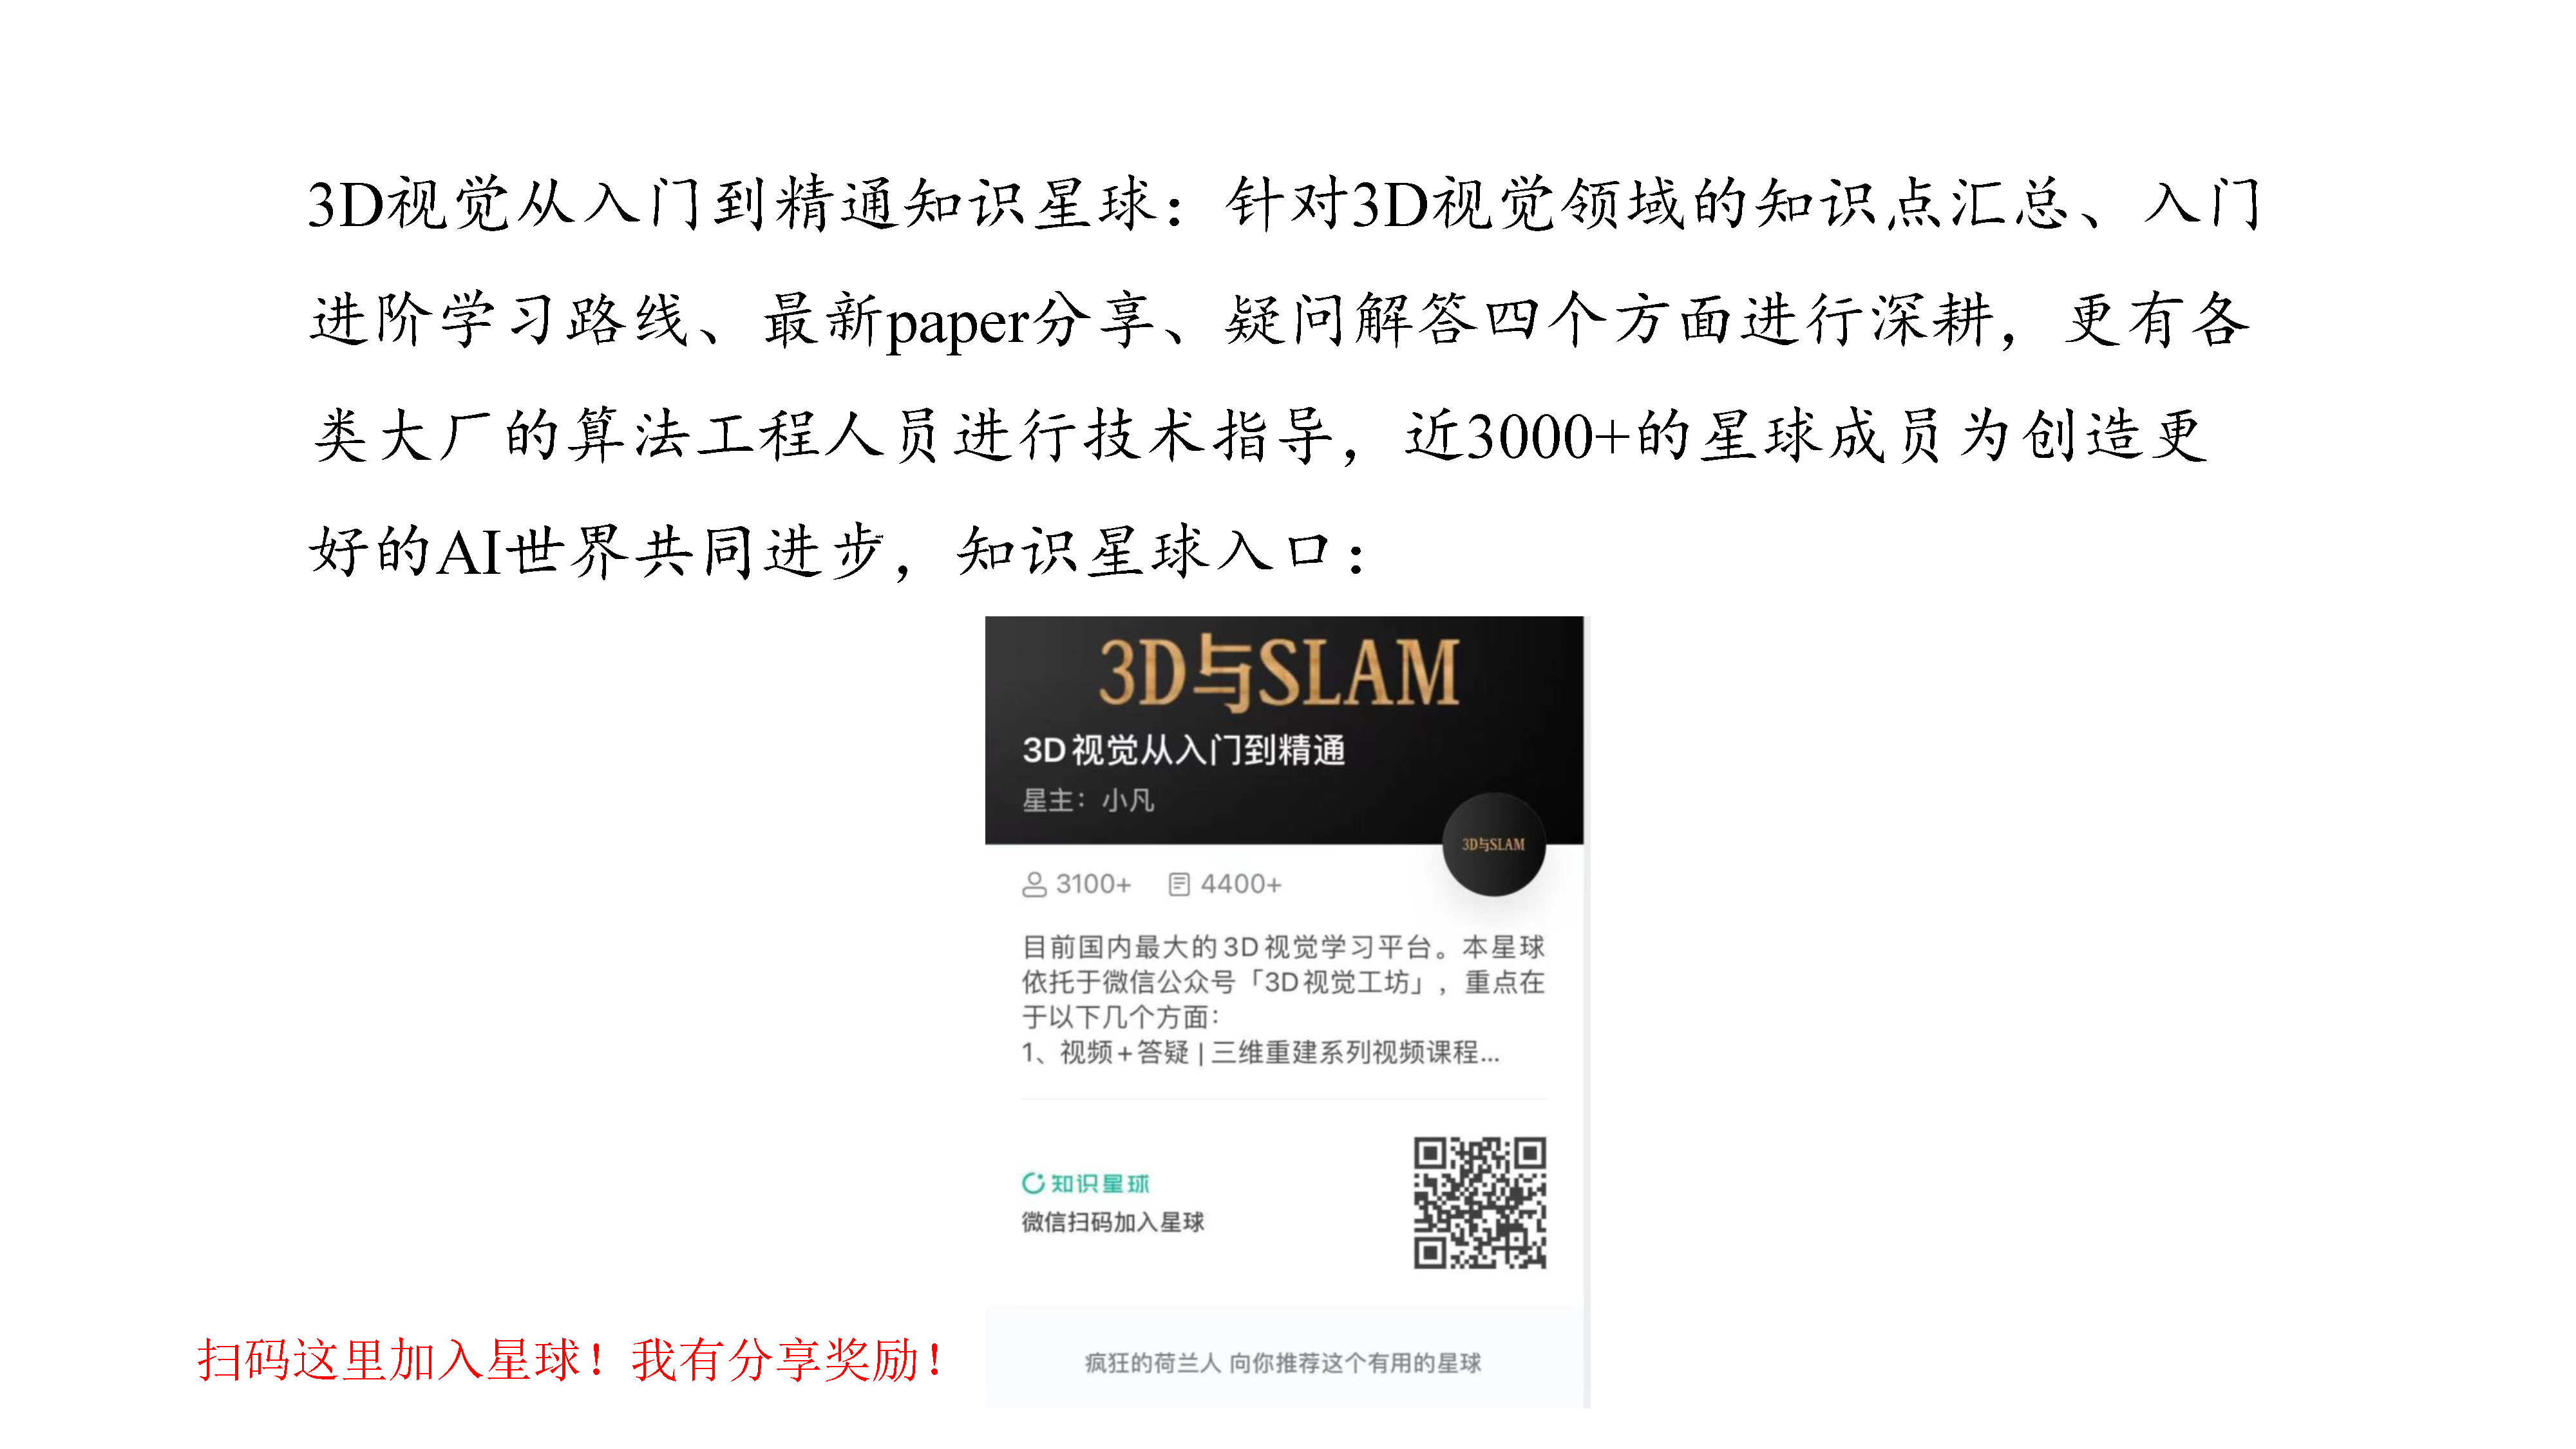 3D视觉从入门到精通知识星球：针对3D视觉领域的知识点汇总、入门
进阶学习路线、最新paper分享、疑问解答四个方面进行深耕，更有各
类大厂的算法工程人员进行技术指导，近3000+的星球成员为创造更
好的AI世界共同进步，知识星球入口：
3D与SLAM
3D视觉从入门到精通
星主：小凡
3D与SLAM
3100+ 4400+
目前国内最大的3D视觉学习平台。本星球
依托于微信公众号「3D视觉工坊」，重点在
于以下几个方面：
1、视频+答疑 | 三维重建系列视频课程...
知识星球
微信扫码加入星球
扫码这里加入星球！我有分享奖励！
疯狂的荷兰人 向你推荐这个有用的星球